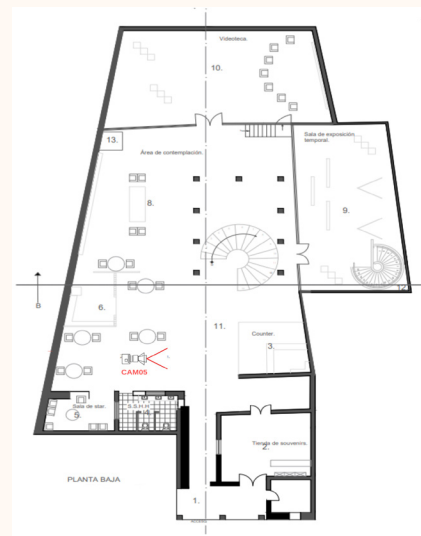 Videoteca.
10.
13.
Sala de exposición
temporal.
Área de contemplación.
8.
9.
12.
B
6.
11.
Counter.
3.
CAM05
Sala de star.
5.
S.S.H.H
Tienda de souvenirs.
2.
PLANTA BAJA
1.